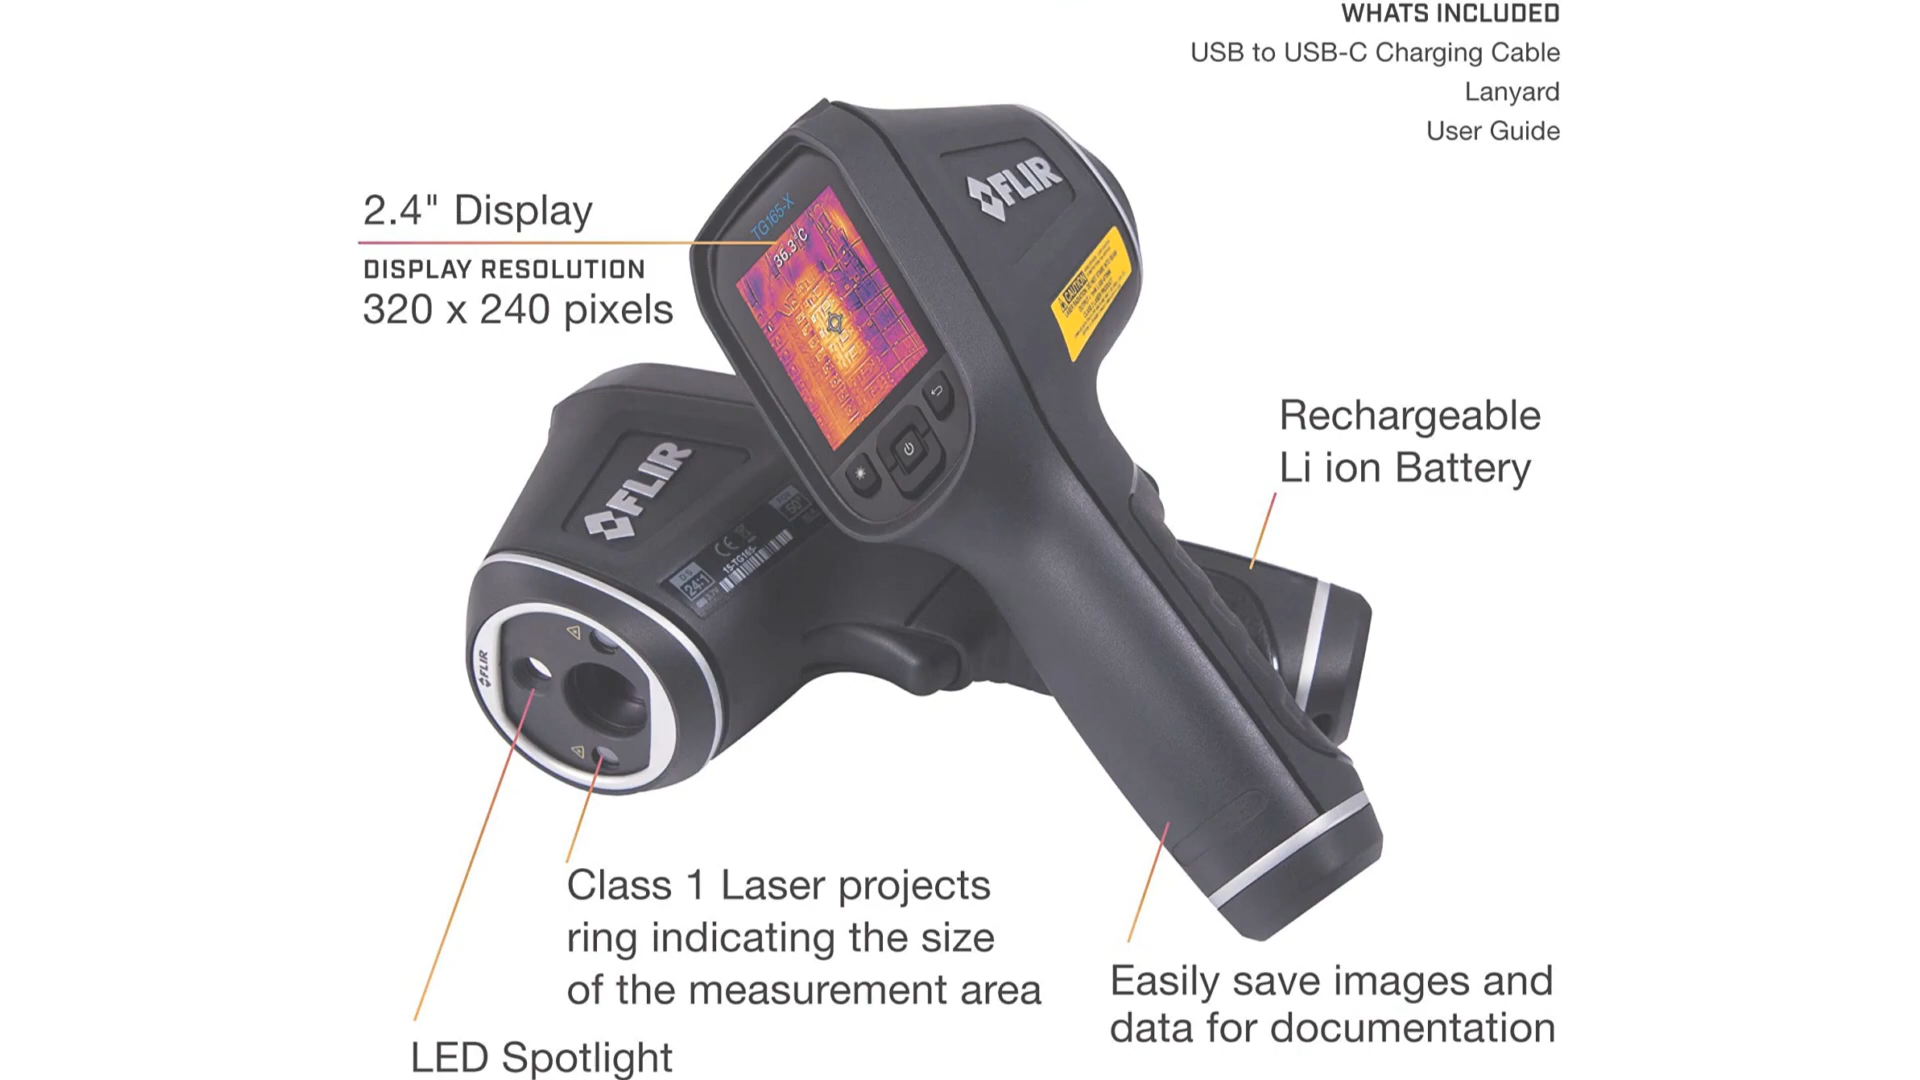 WHATS INCLUDED
USB to USB-C Charging Cable
Lanyard
User Guide
2.4" Display
DISPLAY RESOLUTION
320 x 240 pixels
TG165-X
36.3°C
FLIR
CAUTION
Rechargeable
Li ion Battery
FLIR
CE
D:S
24:1
FLIR
Class 1 Laser projects
ring indicating the size
of the measurement area
Easily save images and
data for documentation
LED Spotlight